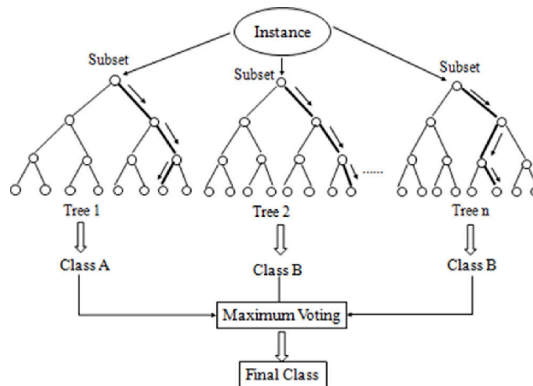 Instance
Subset
Subset
Subset
......
Tree 1
Tree 2
Tree n
Class A
Class B
Class B
Maximum Voting
Final Class